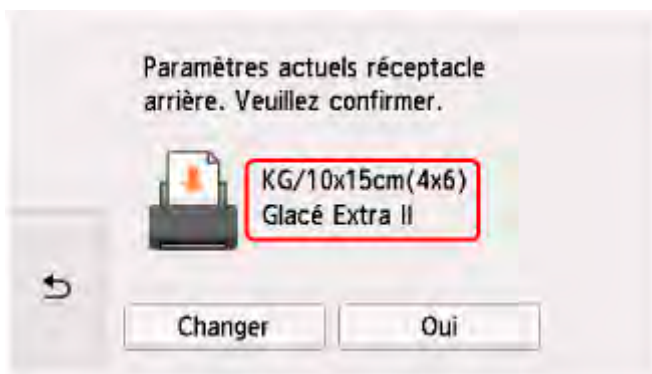 Paramètres actuels réceptacle
arrière. Veuillez confirmer.
KG/10x15cm(4x6)
Glacé Extra II
Changer
Oui